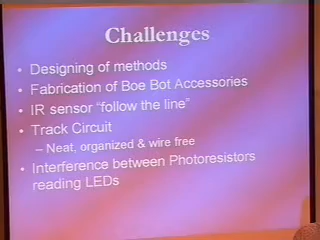 Challenges
• Designing of methods
• Fabrication of Boe Bot Accessories
• IR sensor “follow the line”
• Track Circuit
– Neat, organized & wire free
• Interference between Photoresistors
reading LEDs